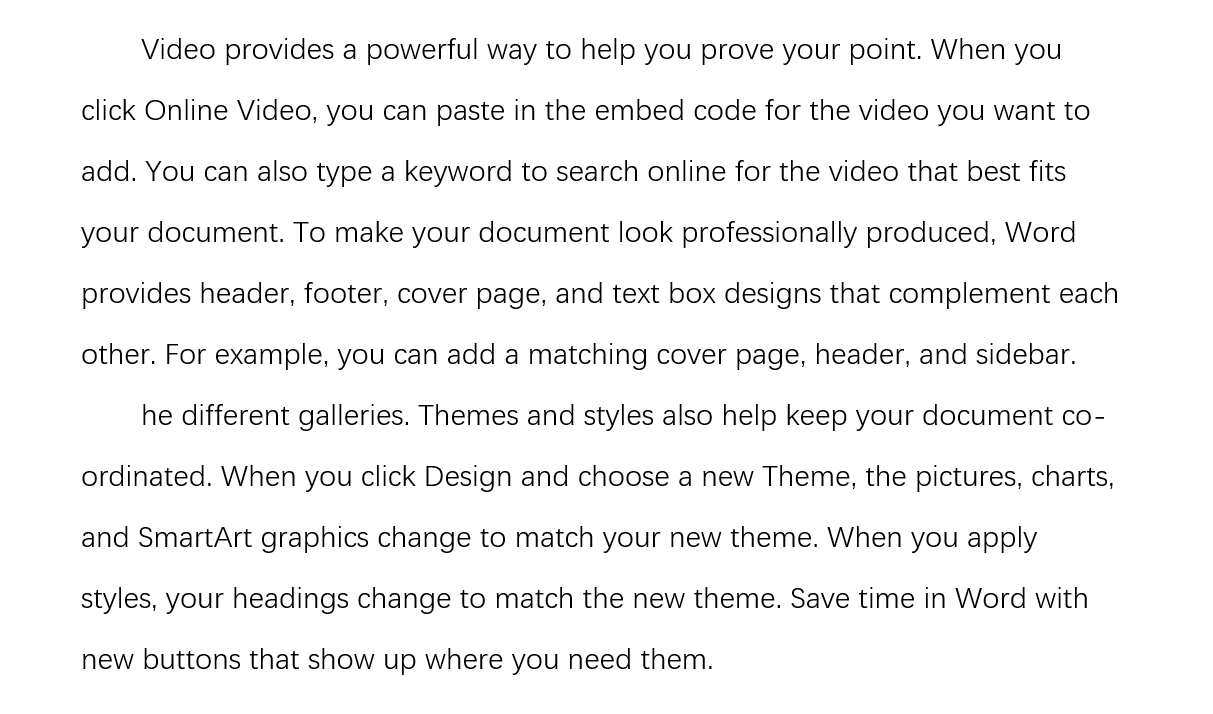 Video provides a powerful way to help you prove your point. When you
click Online Video, you can paste in the embed code for the video you want to
add. You can also type a keyword to search online for the video that best fits
your document. To make your document look professionally produced, Word
provides header, footer, cover page, and text box designs that complement each
other. For example, you can add a matching cover page, header, and sidebar.
he different galleries. Themes and styles also help keep your document co-
ordinated. When you click Design and choose a new Theme, the pictures, charts,
and SmartArt graphics change to match your new theme. When you apply
styles, your headings change to match the new theme. Save time in Word with
new buttons that show up where you need them.